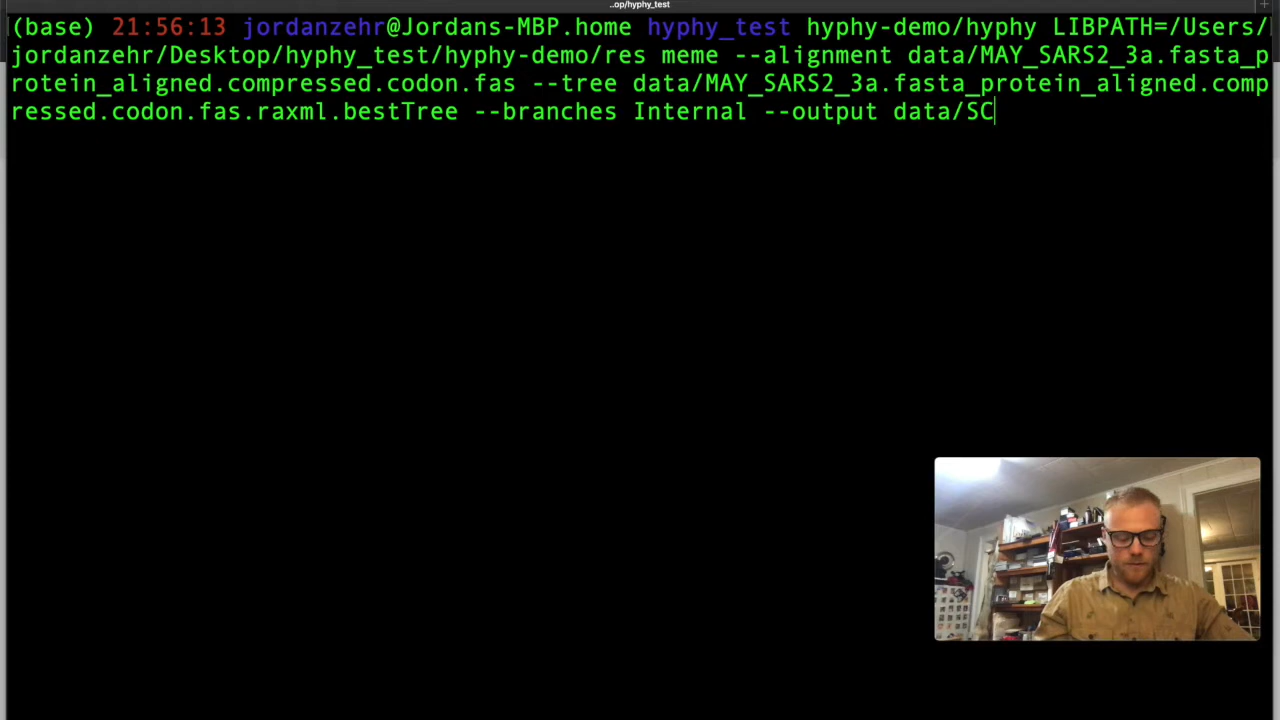 ..op/hyphy_test
(base) 21:56:13 jordanzehr@Jordans-MBP.home hyphy_test hyphy-demo/hyphy LIBPATH=/Users/
jordanzehr/Desktop/hyphy_test/hyphy-demo/res meme --alignment data/MAY_SARS2_3a.fasta_p
rotein_aligned.compressed.codon.fas --tree data/MAY_SARS2_3a.fasta_protein_aligned.comp
ressed.codon.fas.raxml.bestTree --branches Internal --output data/SC